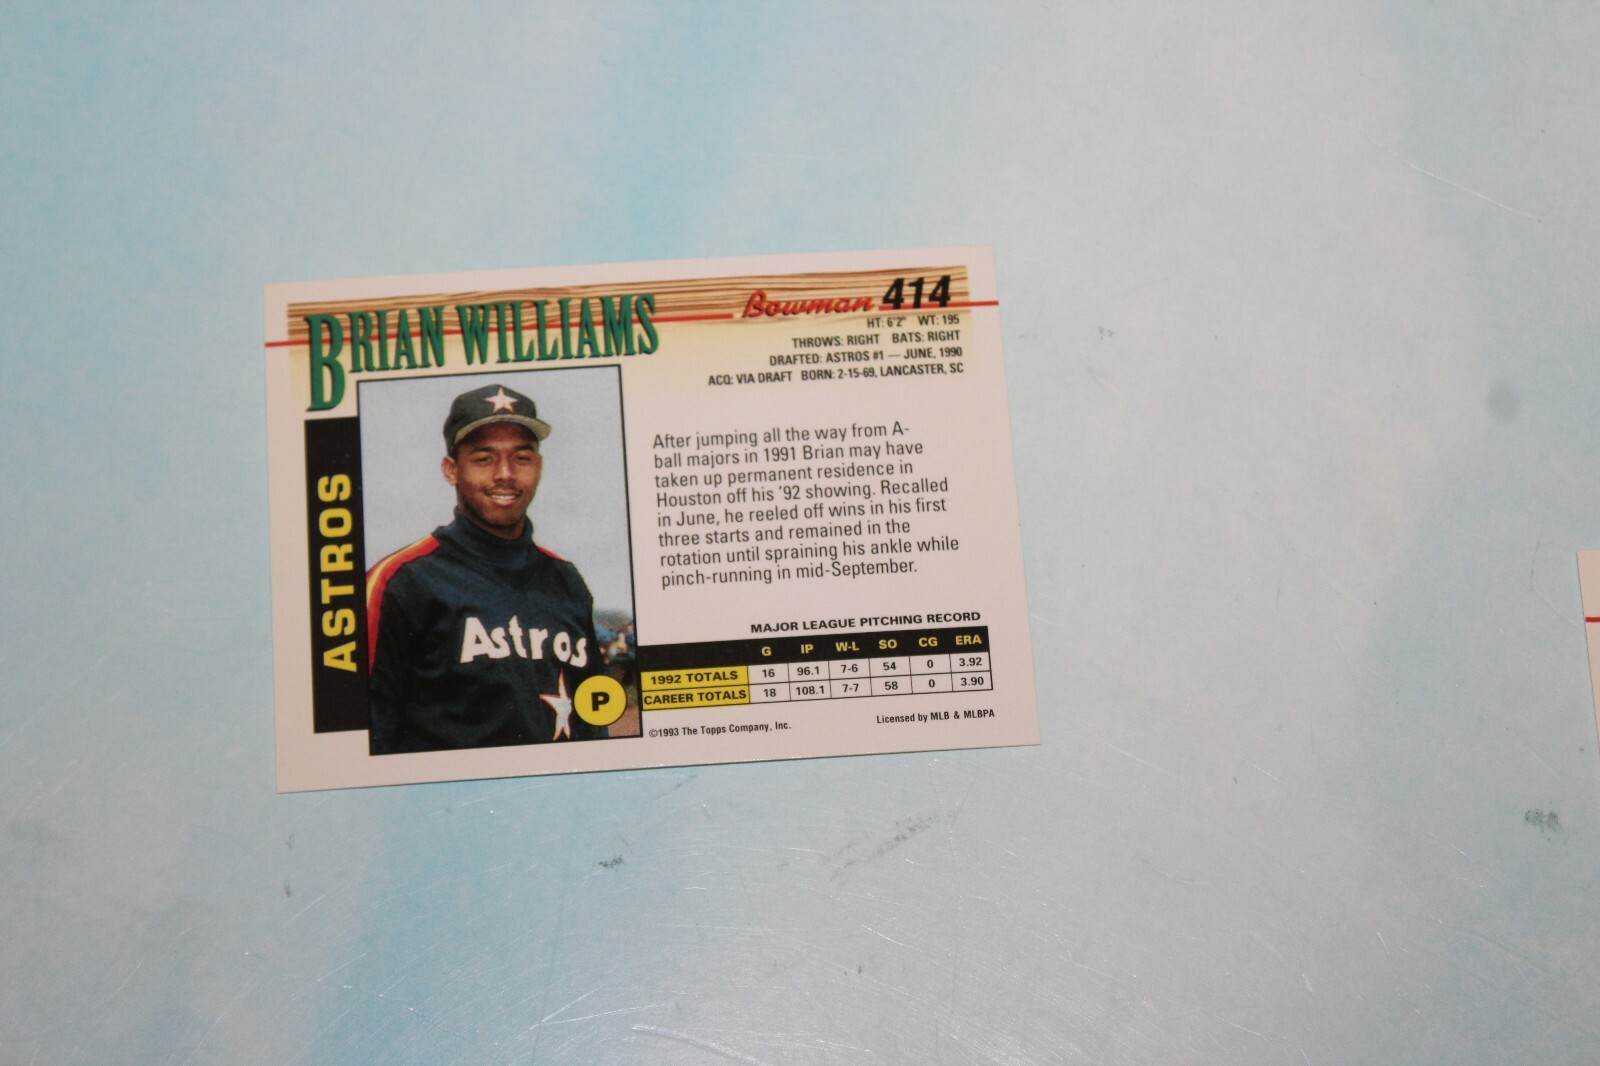 BRIAN WILLIAMS
Bowman 414
HT: 6'2" WT: 195
THROWS: RIGHT BATS: RIGHT
DRAFTED: ASTROS #1 — JUNE, 1990
ACQ: VIA DRAFT BORN: 2-15-69, LANCASTER, SC
ASTROS
Astros
P
After jumping all the way from A-
ball majors in 1991 Brian may have
taken up permanent residence in
Houston off his '92 showing. Recalled
in June, he reeled off wins in his first
three starts and remained in the
rotation until spraining his ankle while
pinch-running in mid-September.
MAJOR LEAGUE PITCHING RECORD
G IP W-L SO CG ERA
1992 TOTALS 16 96.1 7-6 54 0 3.92
CAREER TOTALS 18 108.1 7-7 58 0 3.90
©1993 The Topps Company, Inc.
Licensed by MLB & MLBPA